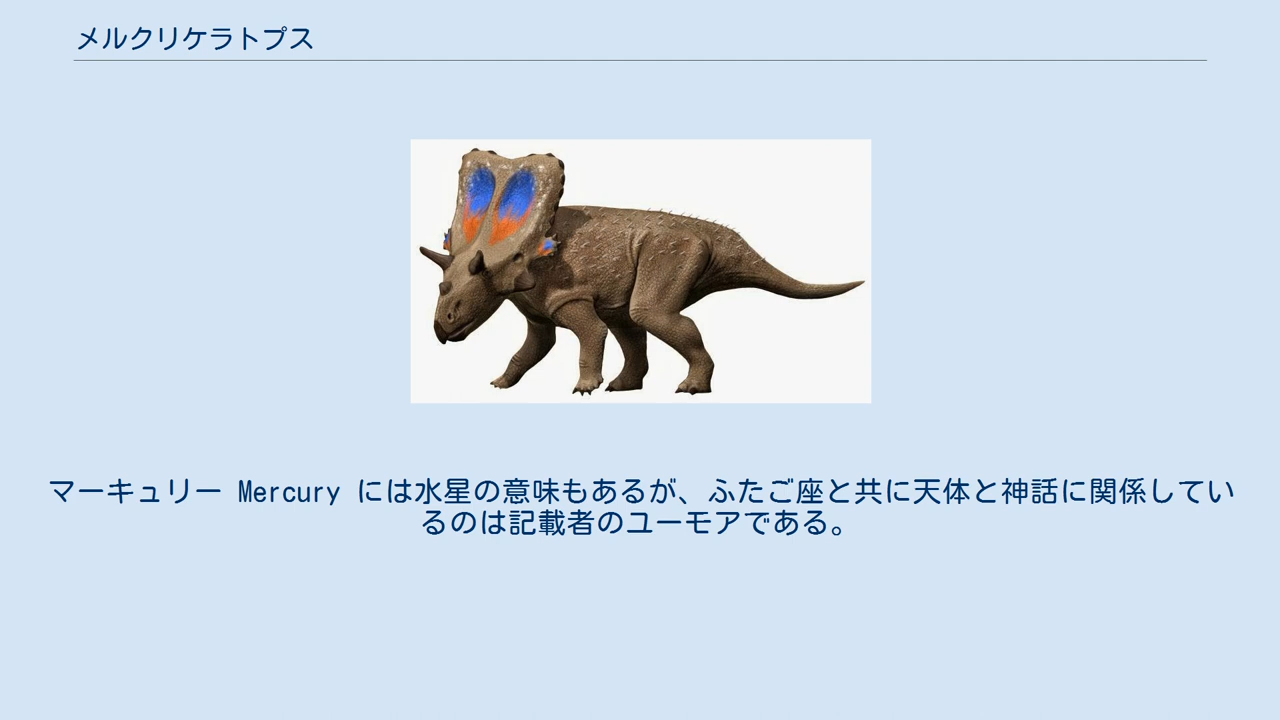 メルクリケラトプス
マーキュリー Mercury には水星の意味もあるが、ふたご座と共に天体と神話に関係してい
るのは記載者のユーモアである。